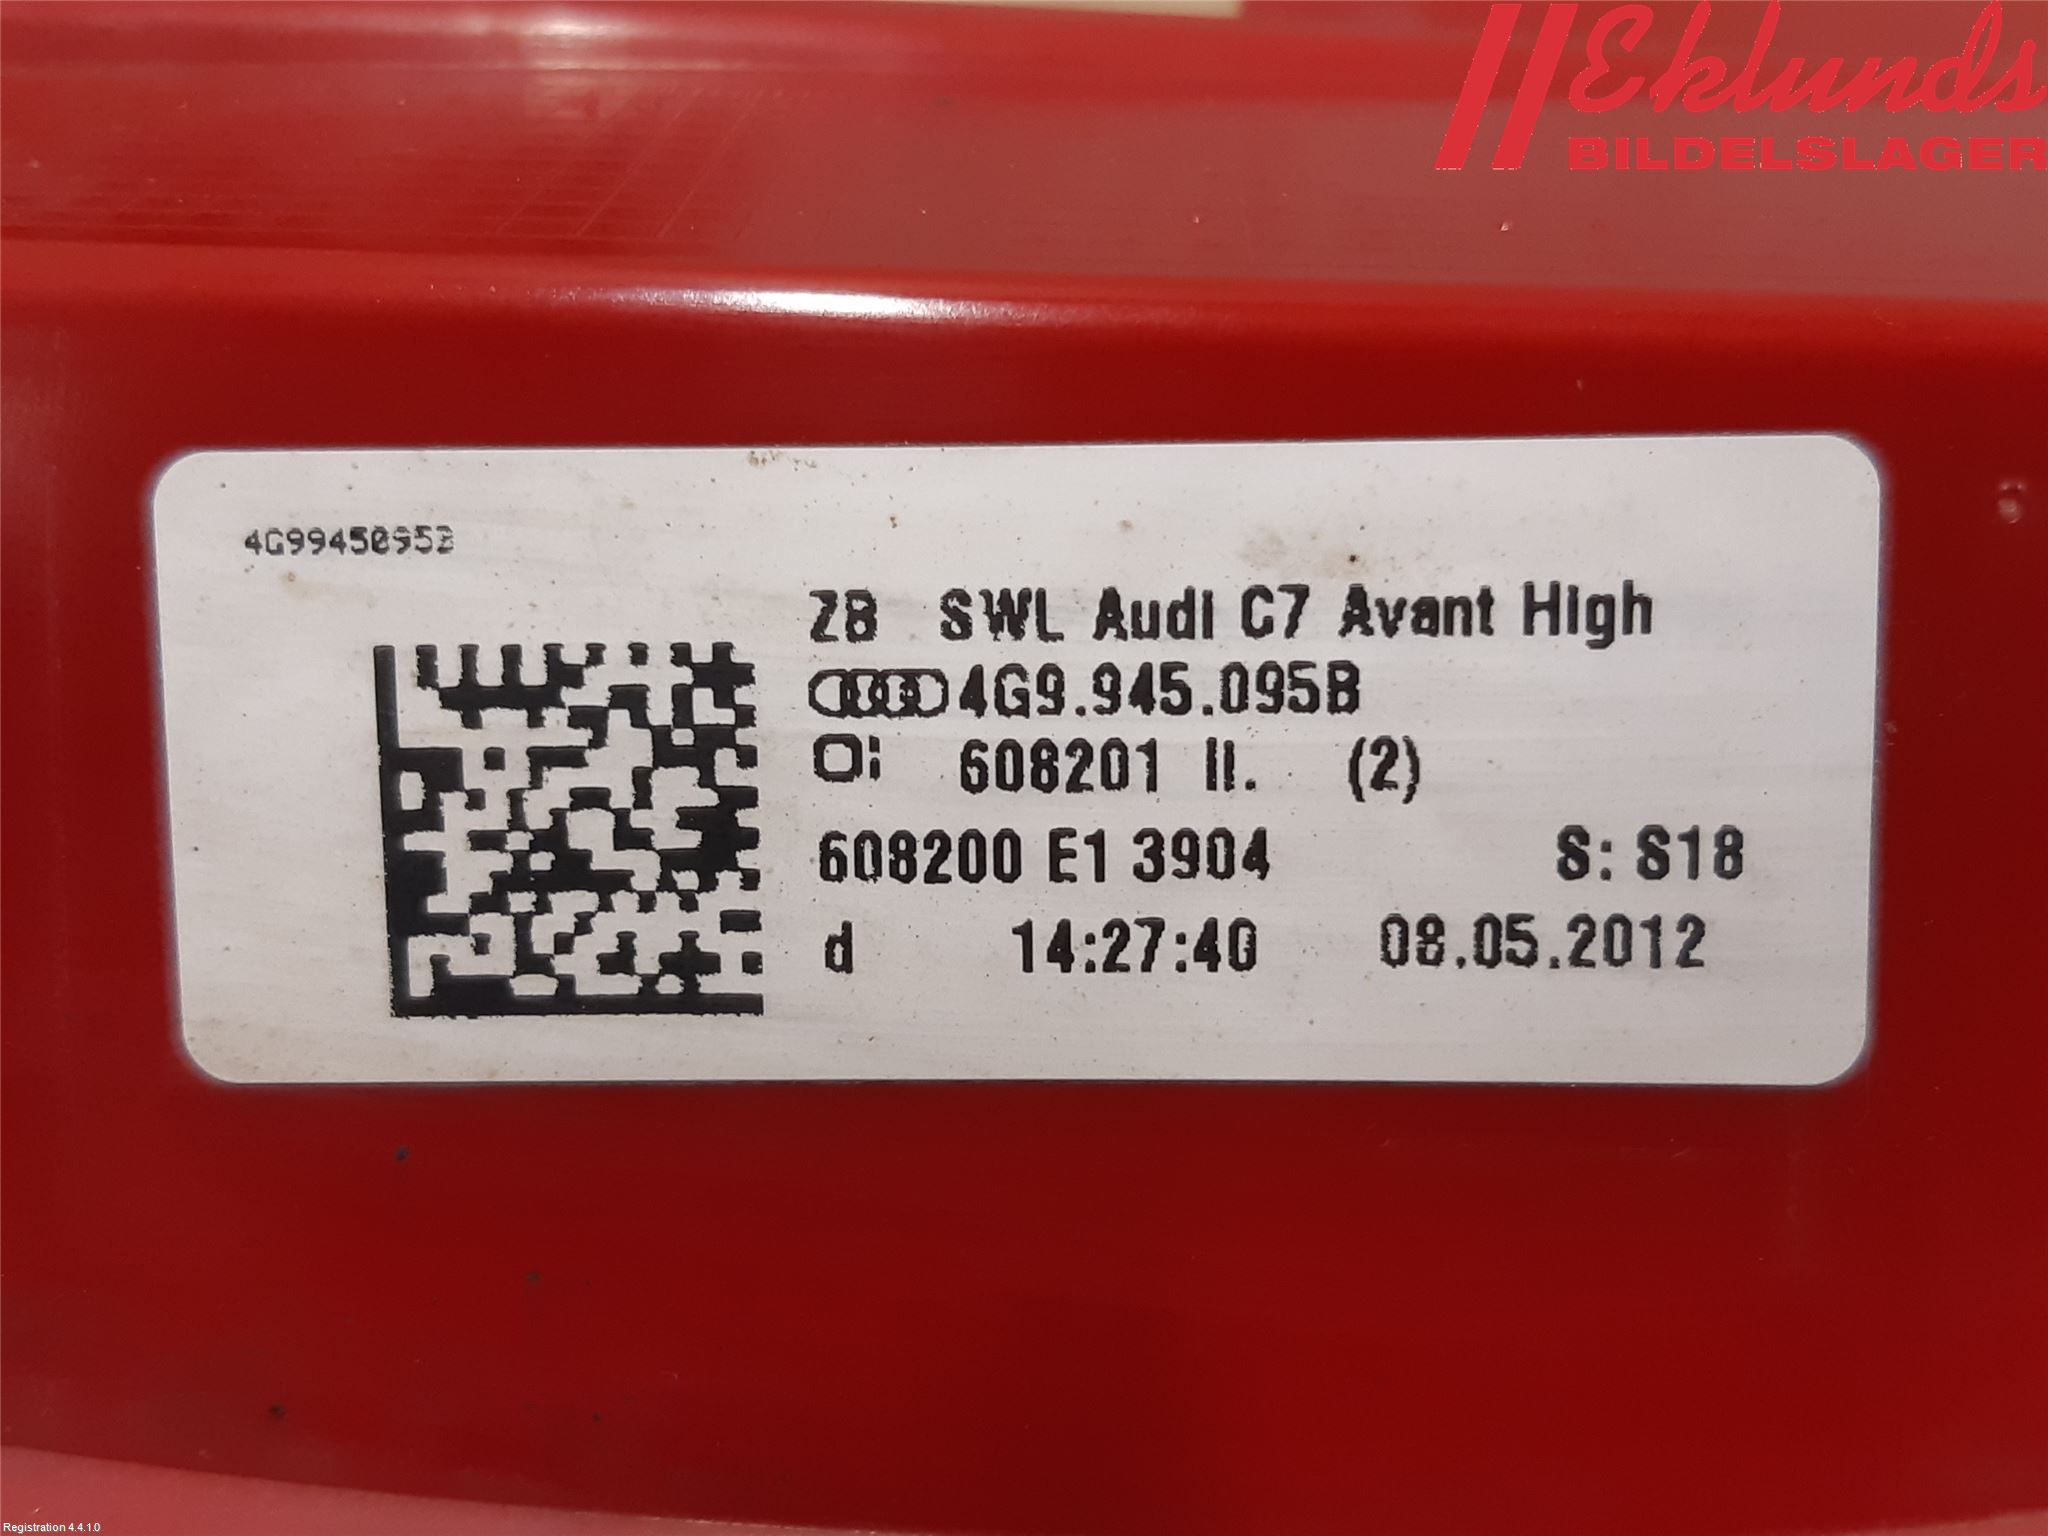 Eklunds
BILDELSLAGER
4G9945095B
ZB SWL Audi C7 Avant High
4G9.945.095B
608201 li. (2)
608200 E1 3904 S: S18
d 14:27:40 08.05.2012
Registration 4.4.1.0